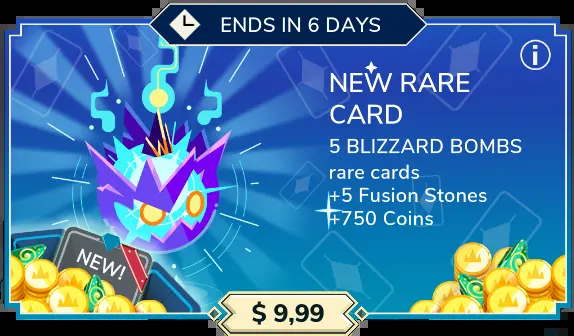 ENDS IN 6 DAYS
NEW RARE
CARD
5 BLIZZARD BOMBS
rare cards
+5 Fusion Stones
+750 Coins
NEW!
$ 9,99